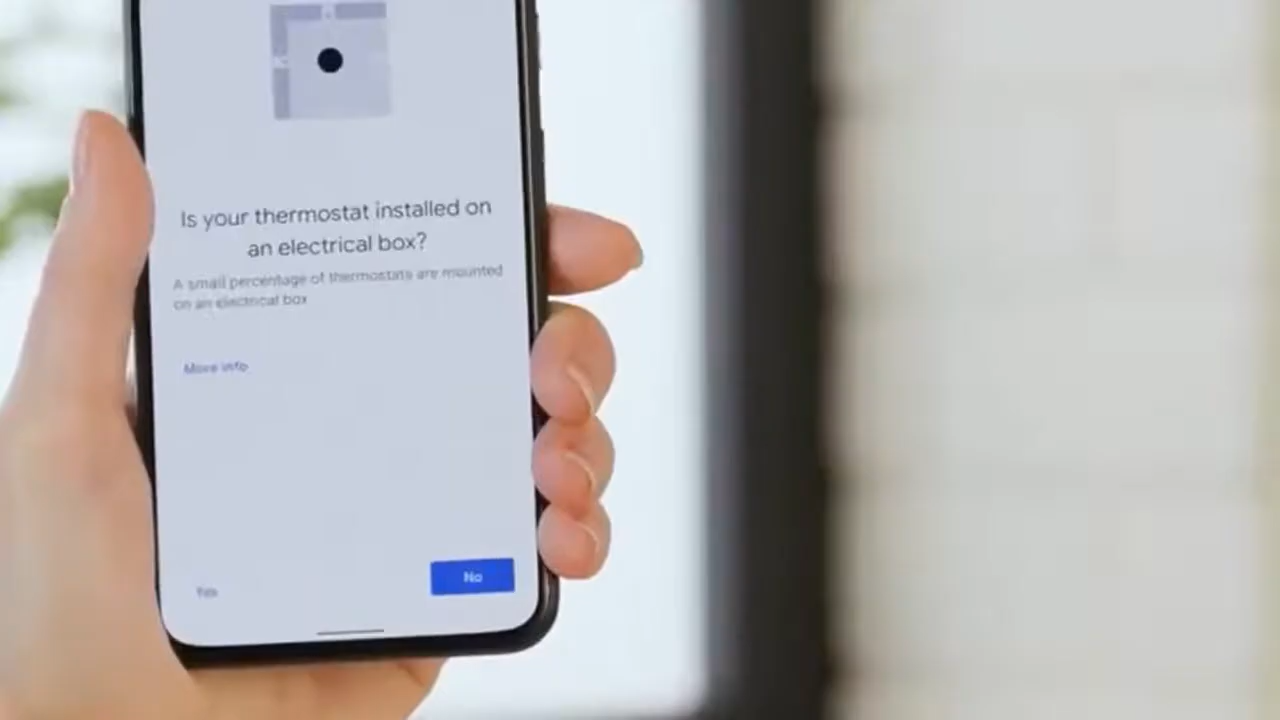 Is your thermostat installed on
an electrical box?
A small percentage of thermostats are mounted
on an electrical box
More info
Yes
No